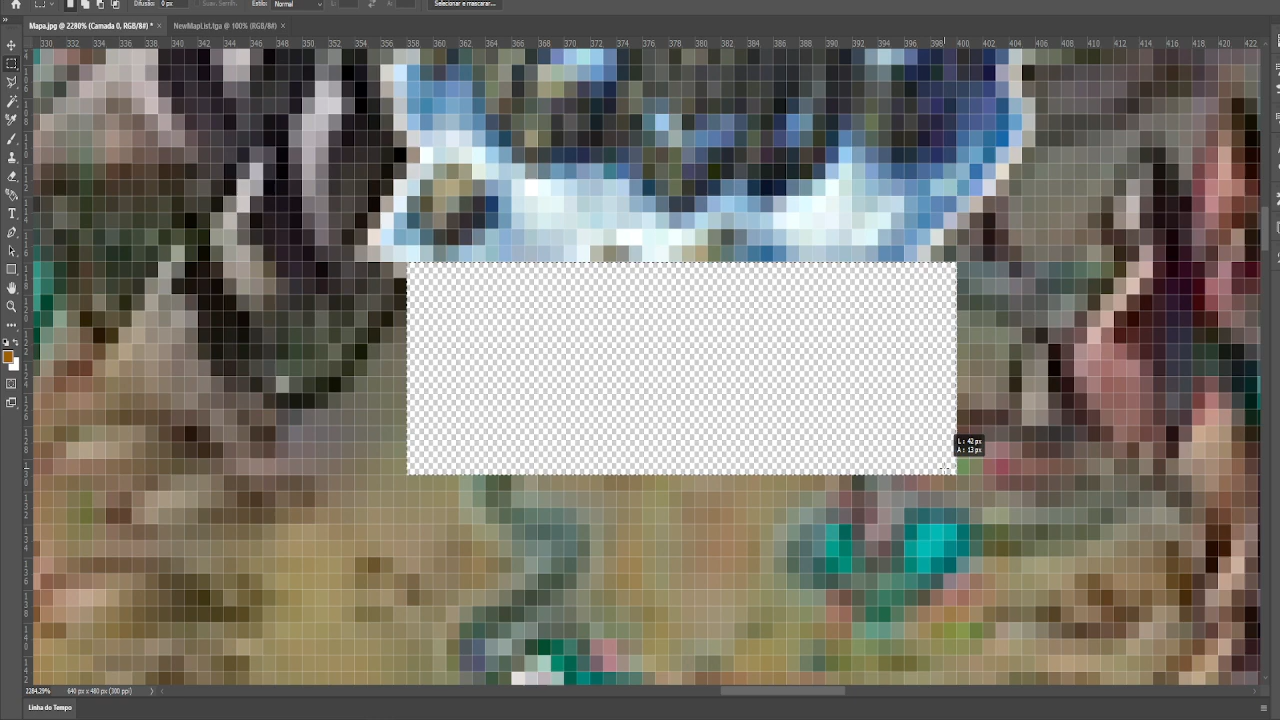 Difusão: 0 px Suav. Serrilh. Estilo: Normal Selecionar e mascarar...
Mapa.jpg @ 2280% (Camada 0, RGB/8#) * × NewMapList.tga @ 100% (RGB/8#) ×
330 332 334 336 338 340 342 344 346 348 350 352 354 356 358 360 362 364 366 368 370 372 374 376 378 380 382 384 386 388 390 392 394 396 398 400 402 404 406 408 410 412 414 416 418 420 422
L: 42 px
A: 13 px
2284,29% 640 px x 480 px (300 ppi)
Linha do Tempo